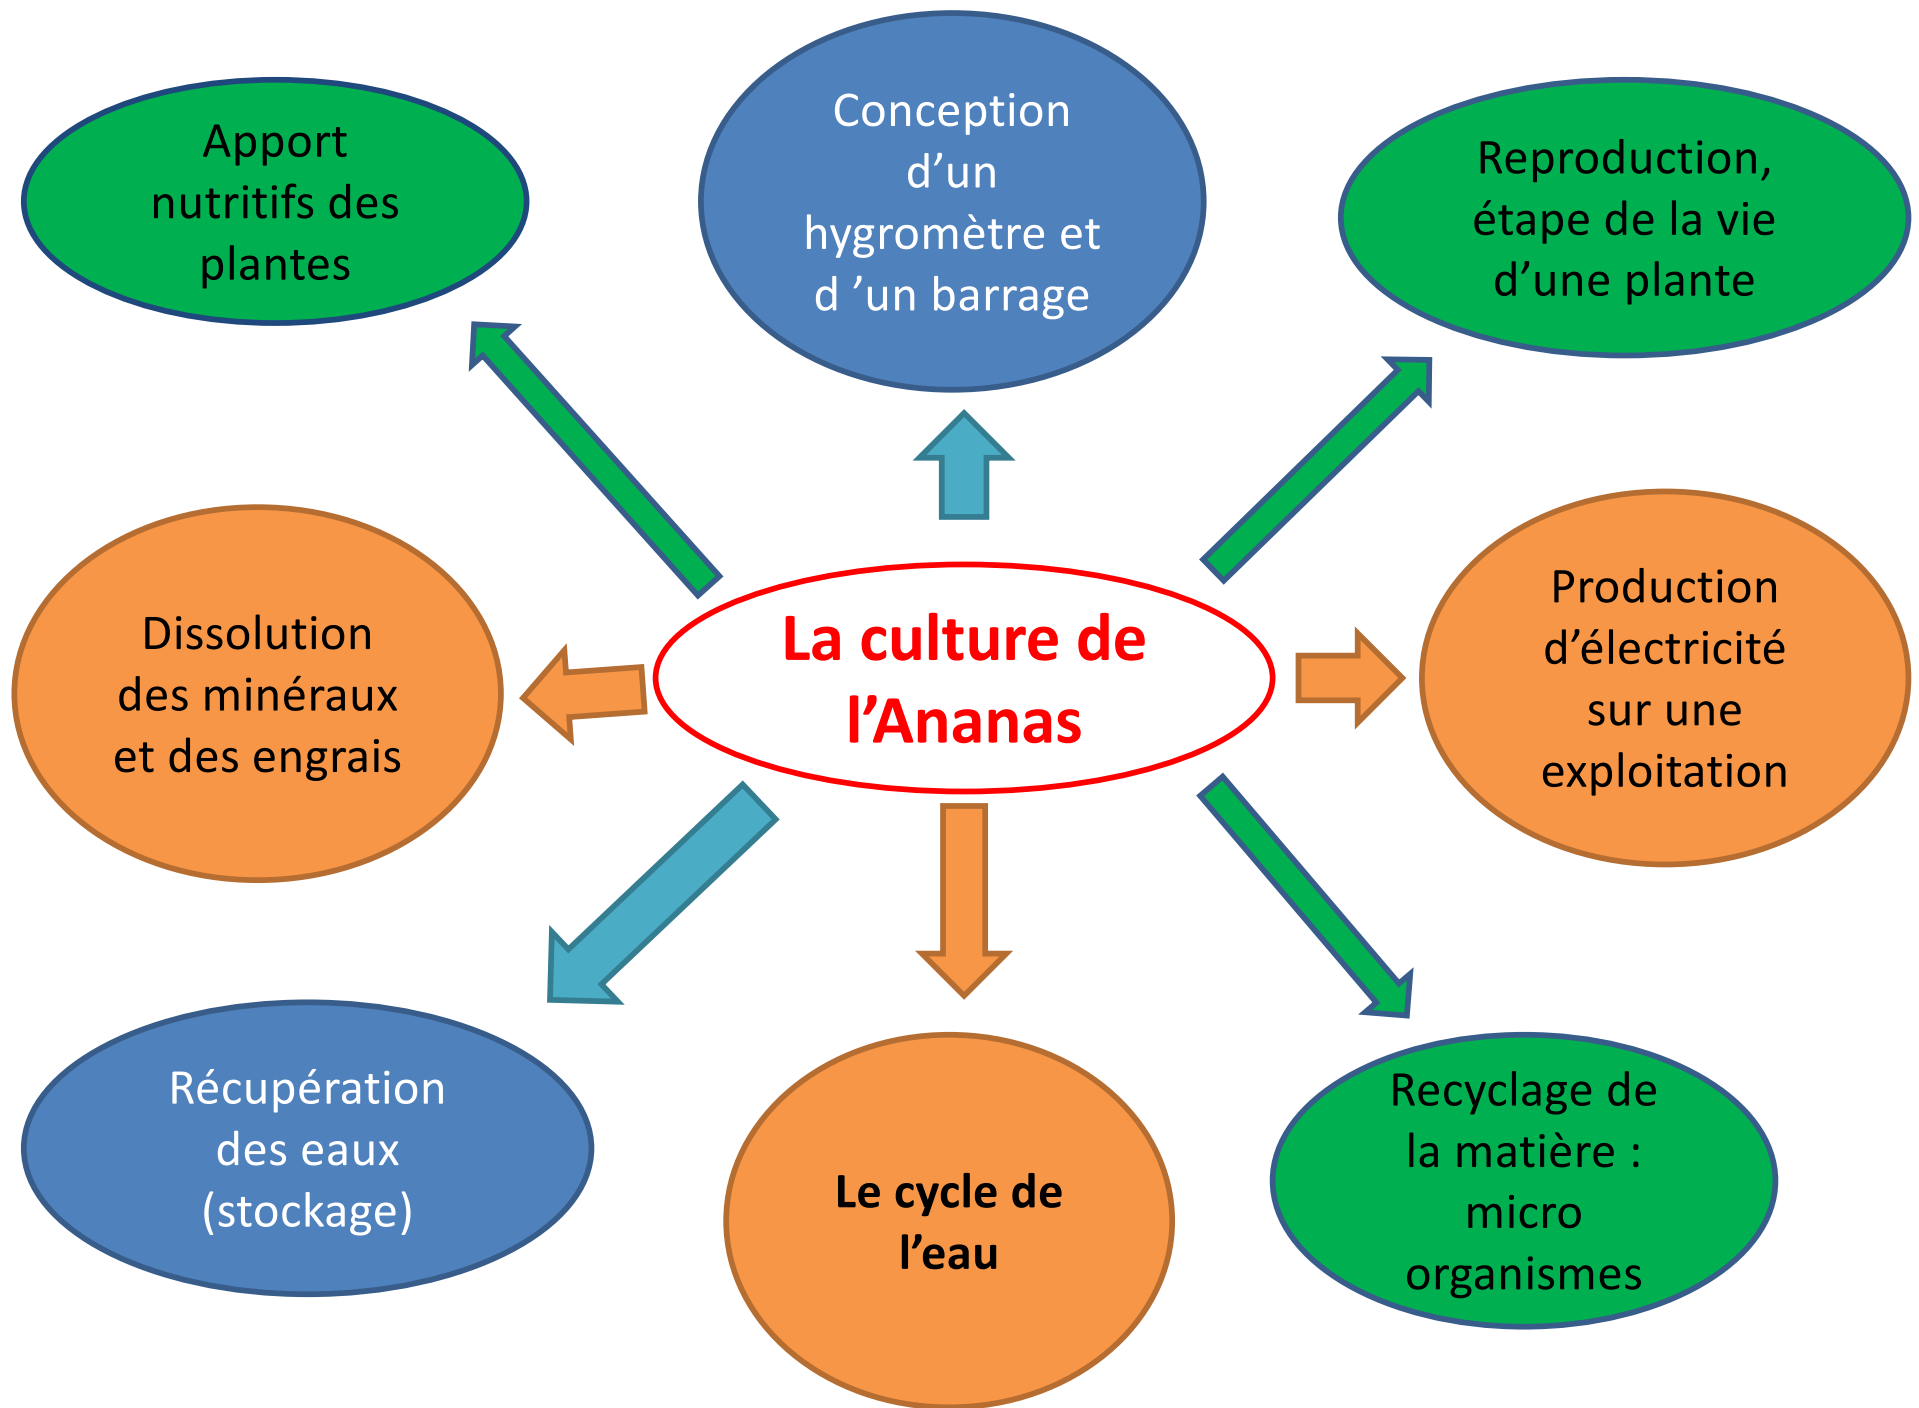 Apport
nutritifs des
plantes
Conception
d’un
hygromètre et
d ’un barrage
Reproduction,
étape de la vie
d’une plante
Dissolution
des minéraux
et des engrais
La culture de
l’Ananas
Production
d’électricité
sur une
exploitation
Récupération
des eaux
(stockage)
Le cycle de
l’eau
Recyclage de
la matière :
micro
organismes